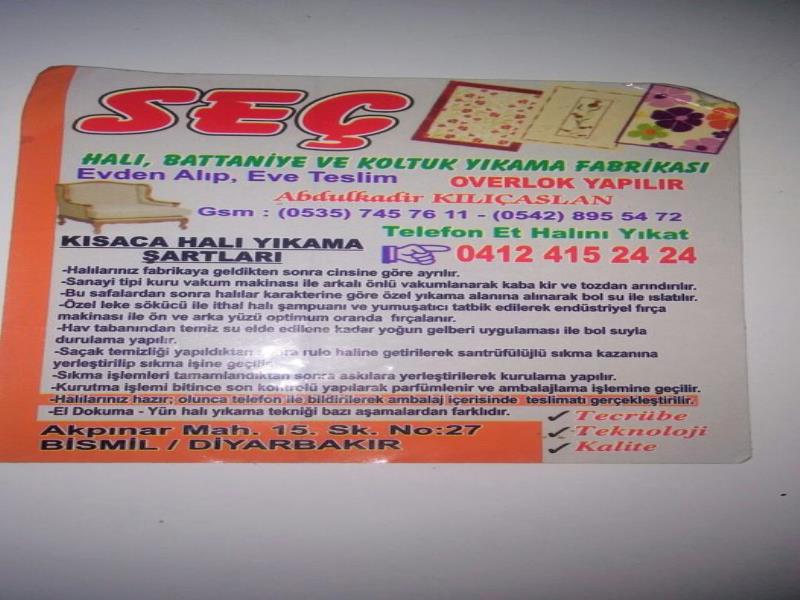 SEÇ
HALI, BATTANİYE VE KOLTUK YIKAMA FABRİKASI
Evden Alıp, Eve Teslim
OVERLOK YAPILIR
Abdulkadir KILIÇASLAN
Gsm : (0535) 745 76 11 - (0542) 895 54 72
Telefon Et Halını Yıkat
0412 415 24 24
KISACA HALI YIKAMA
ŞARTLARI
-Halılarınız fabrikaya geldikten sonra cinsine göre ayrılır.
-Sanayi tipi kuru vakum makinası ile arkalı önlü vakumlanarak kaba kir ve tozdan arındırılır.
-Bu safalardan sonra halılar karakterine göre özel yıkama alanına alınarak bol su ile ıslatılır.
-Özel leke sökücü ile ithal halı şampuanı ve yumuşatıcı tatbik edilerek endüstriyel fırça
makinası ile ön ve arka yüzü optimum oranda fırçalanır.
-Hav tabanından temiz su elde edilene kadar yoğun gelberi uygulaması ile bol suyla
durulama yapılır.
-Saçak temizliği yapıldıktan sonra rulo haline getirilerek santrüfülüjlü sıkma kazanına
yerleştirilip sıkma işine geçilir.
-Sıkma işlemleri tamamlandıktan sonra askılara yerleştirilerek kurulama yapılır.
-Kurutma işlemi bitince son kontrolü yapılarak parfümlenir ve ambalajlama işlemine geçilir.
-Halılarınız hazır; olunca telefon ile bildirilerek ambalaj içerisinde teslimatı gerçekleştirilir.
-El Dokuma - Yün halı yıkama tekniği bazı aşamalardan farklıdır.
Akpınar Mah. 15. Sk. No:27
BİSMİL / DİYARBAKIR
Tecrübe
Teknoloji
Kalite